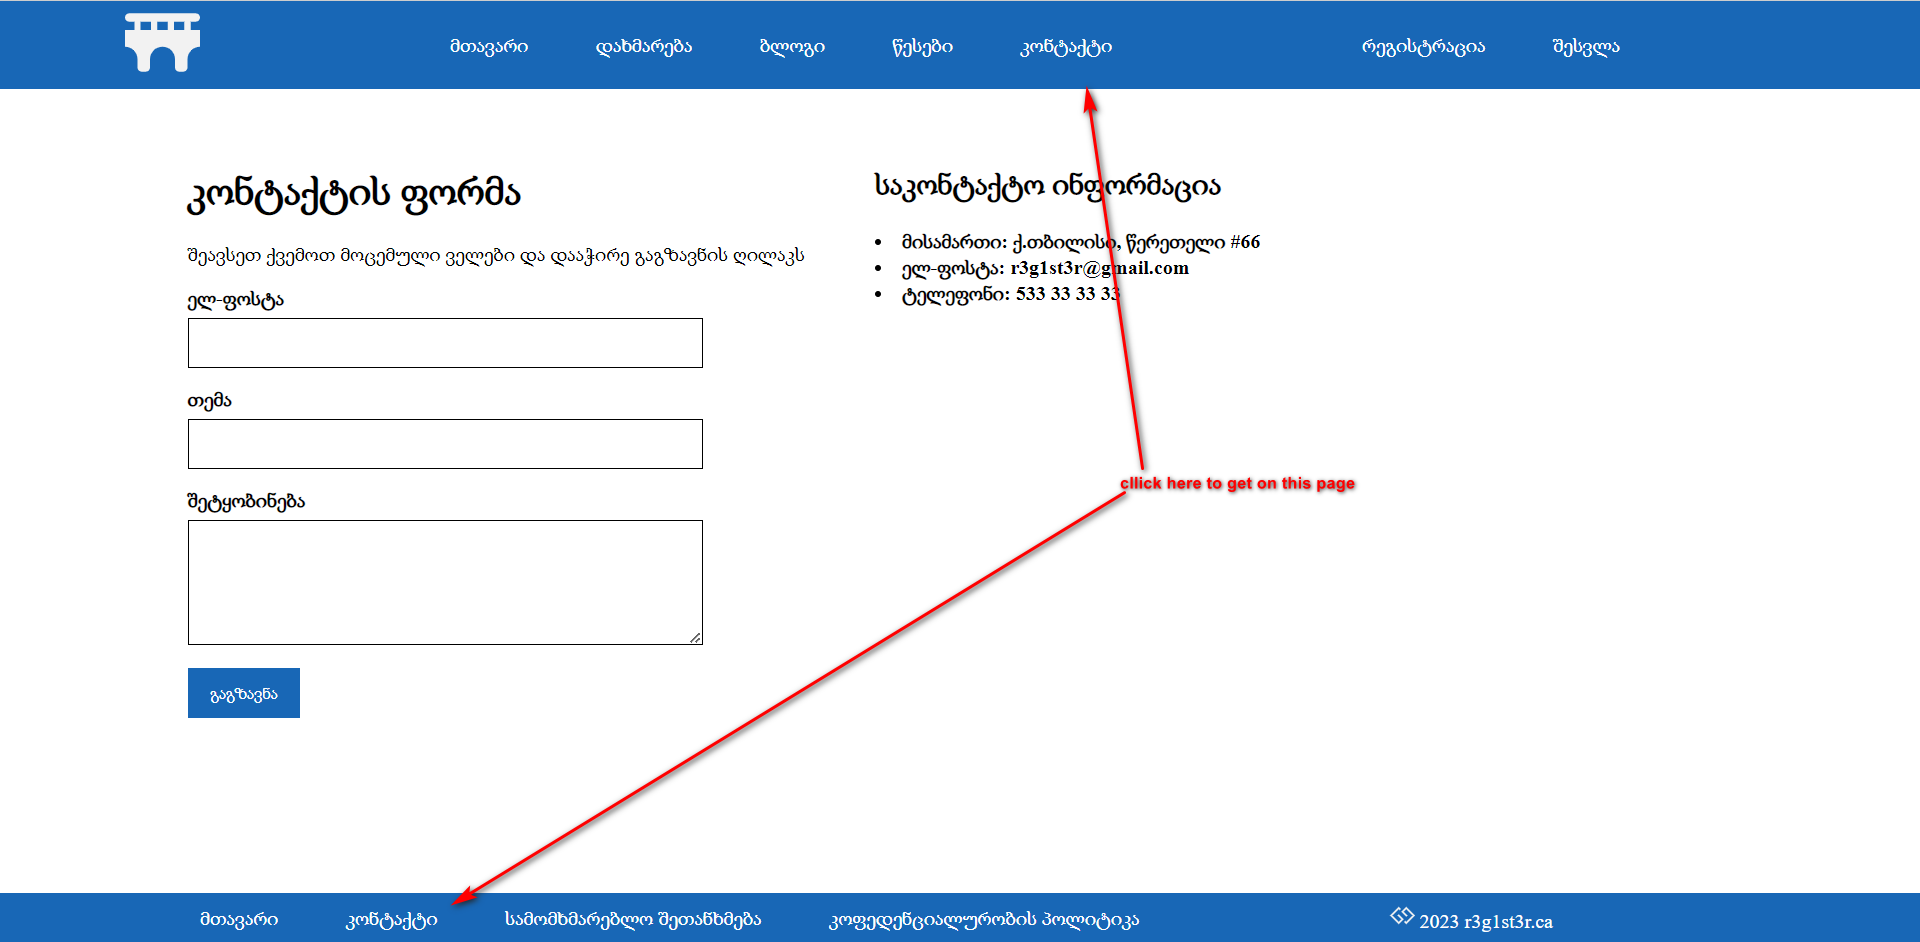 მთავარი დახმარება ბლოგი წესები კონტაქტი რეგისტრაცია შესვლა
კონტაქტის ფორმა
შეავსეთ ქვემოთ მოცემული ველები და დააჭირე გაგზავნის ღილაკს
ელ-ფოსტა
თემა
შეტყობინება
გაგზავნა
საკონტაქტო ინფორმაცია
• მისამართი: ქ.თბილისი, წერეთელი #66
• ელ-ფოსტა: r3g1st3r@gmail.com
• ტელეფონი: 533 33 33 33
cllick here to get on this page
მთავარი კონტაქტი სამომხმარებლო შეთანხმება კოფედენციალურობის პოლიტიკა 2023 r3g1st3r.ca